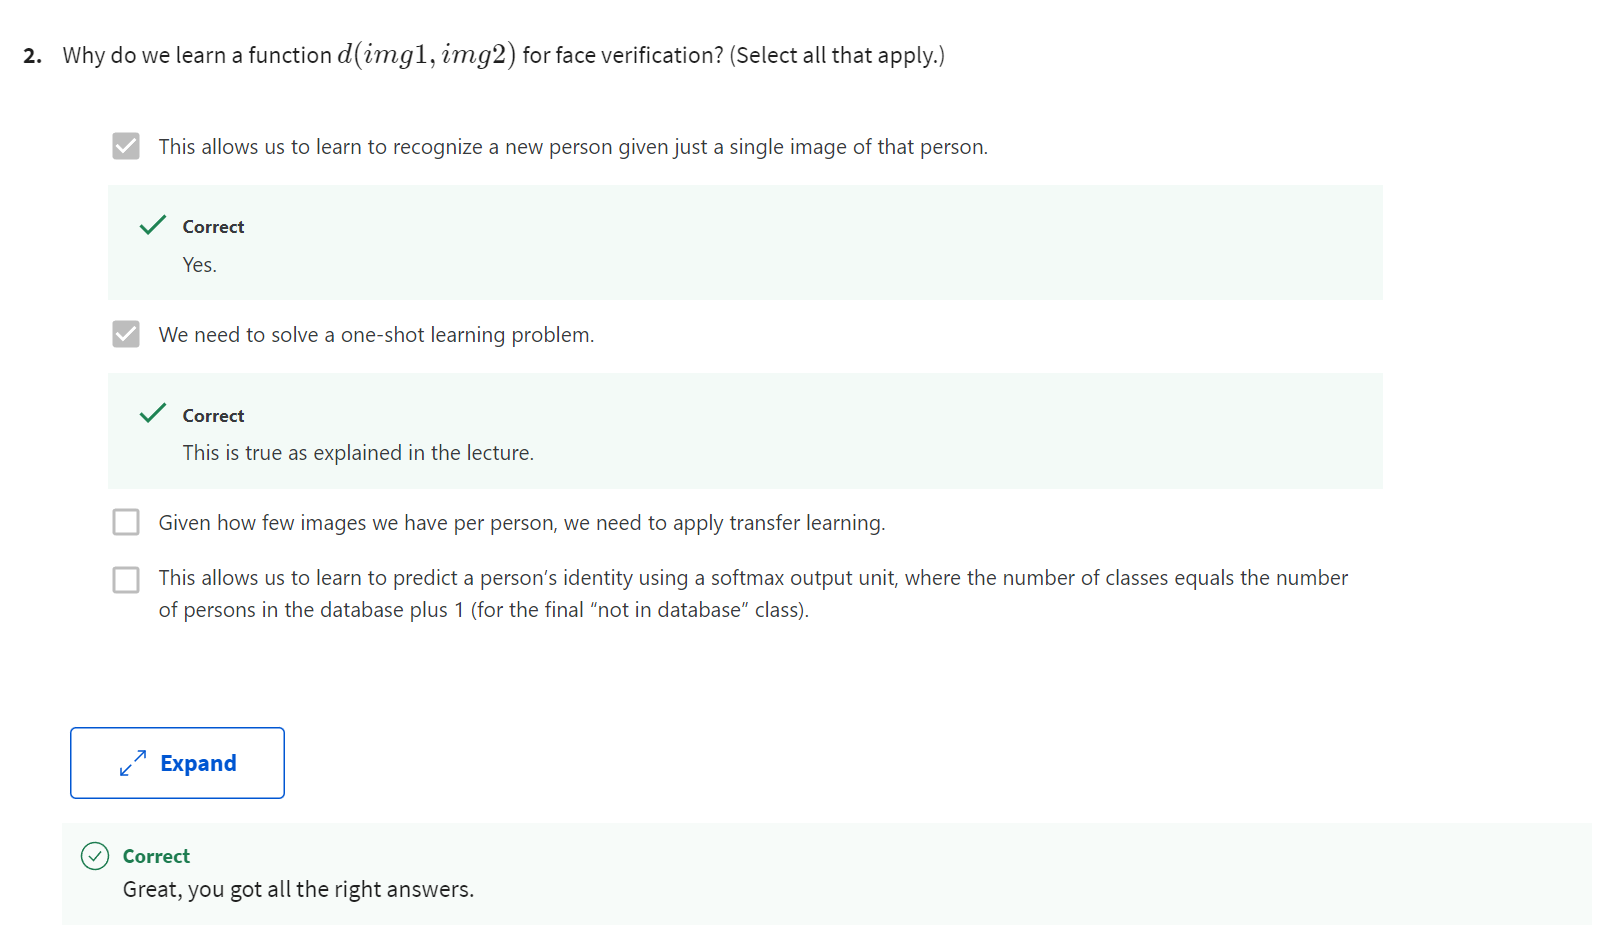 2. Why do we learn a function d(img1, img2) for face verification? (Select all that apply.)
This allows us to learn to recognize a new person given just a single image of that person.
Correct
Yes.
We need to solve a one-shot learning problem.
Correct
This is true as explained in the lecture.
Given how few images we have per person, we need to apply transfer learning.
This allows us to learn to predict a person's identity using a softmax output unit, where the number of classes equals the number
of persons in the database plus 1 (for the final “not in database” class).
Expand
Correct
Great, you got all the right answers.